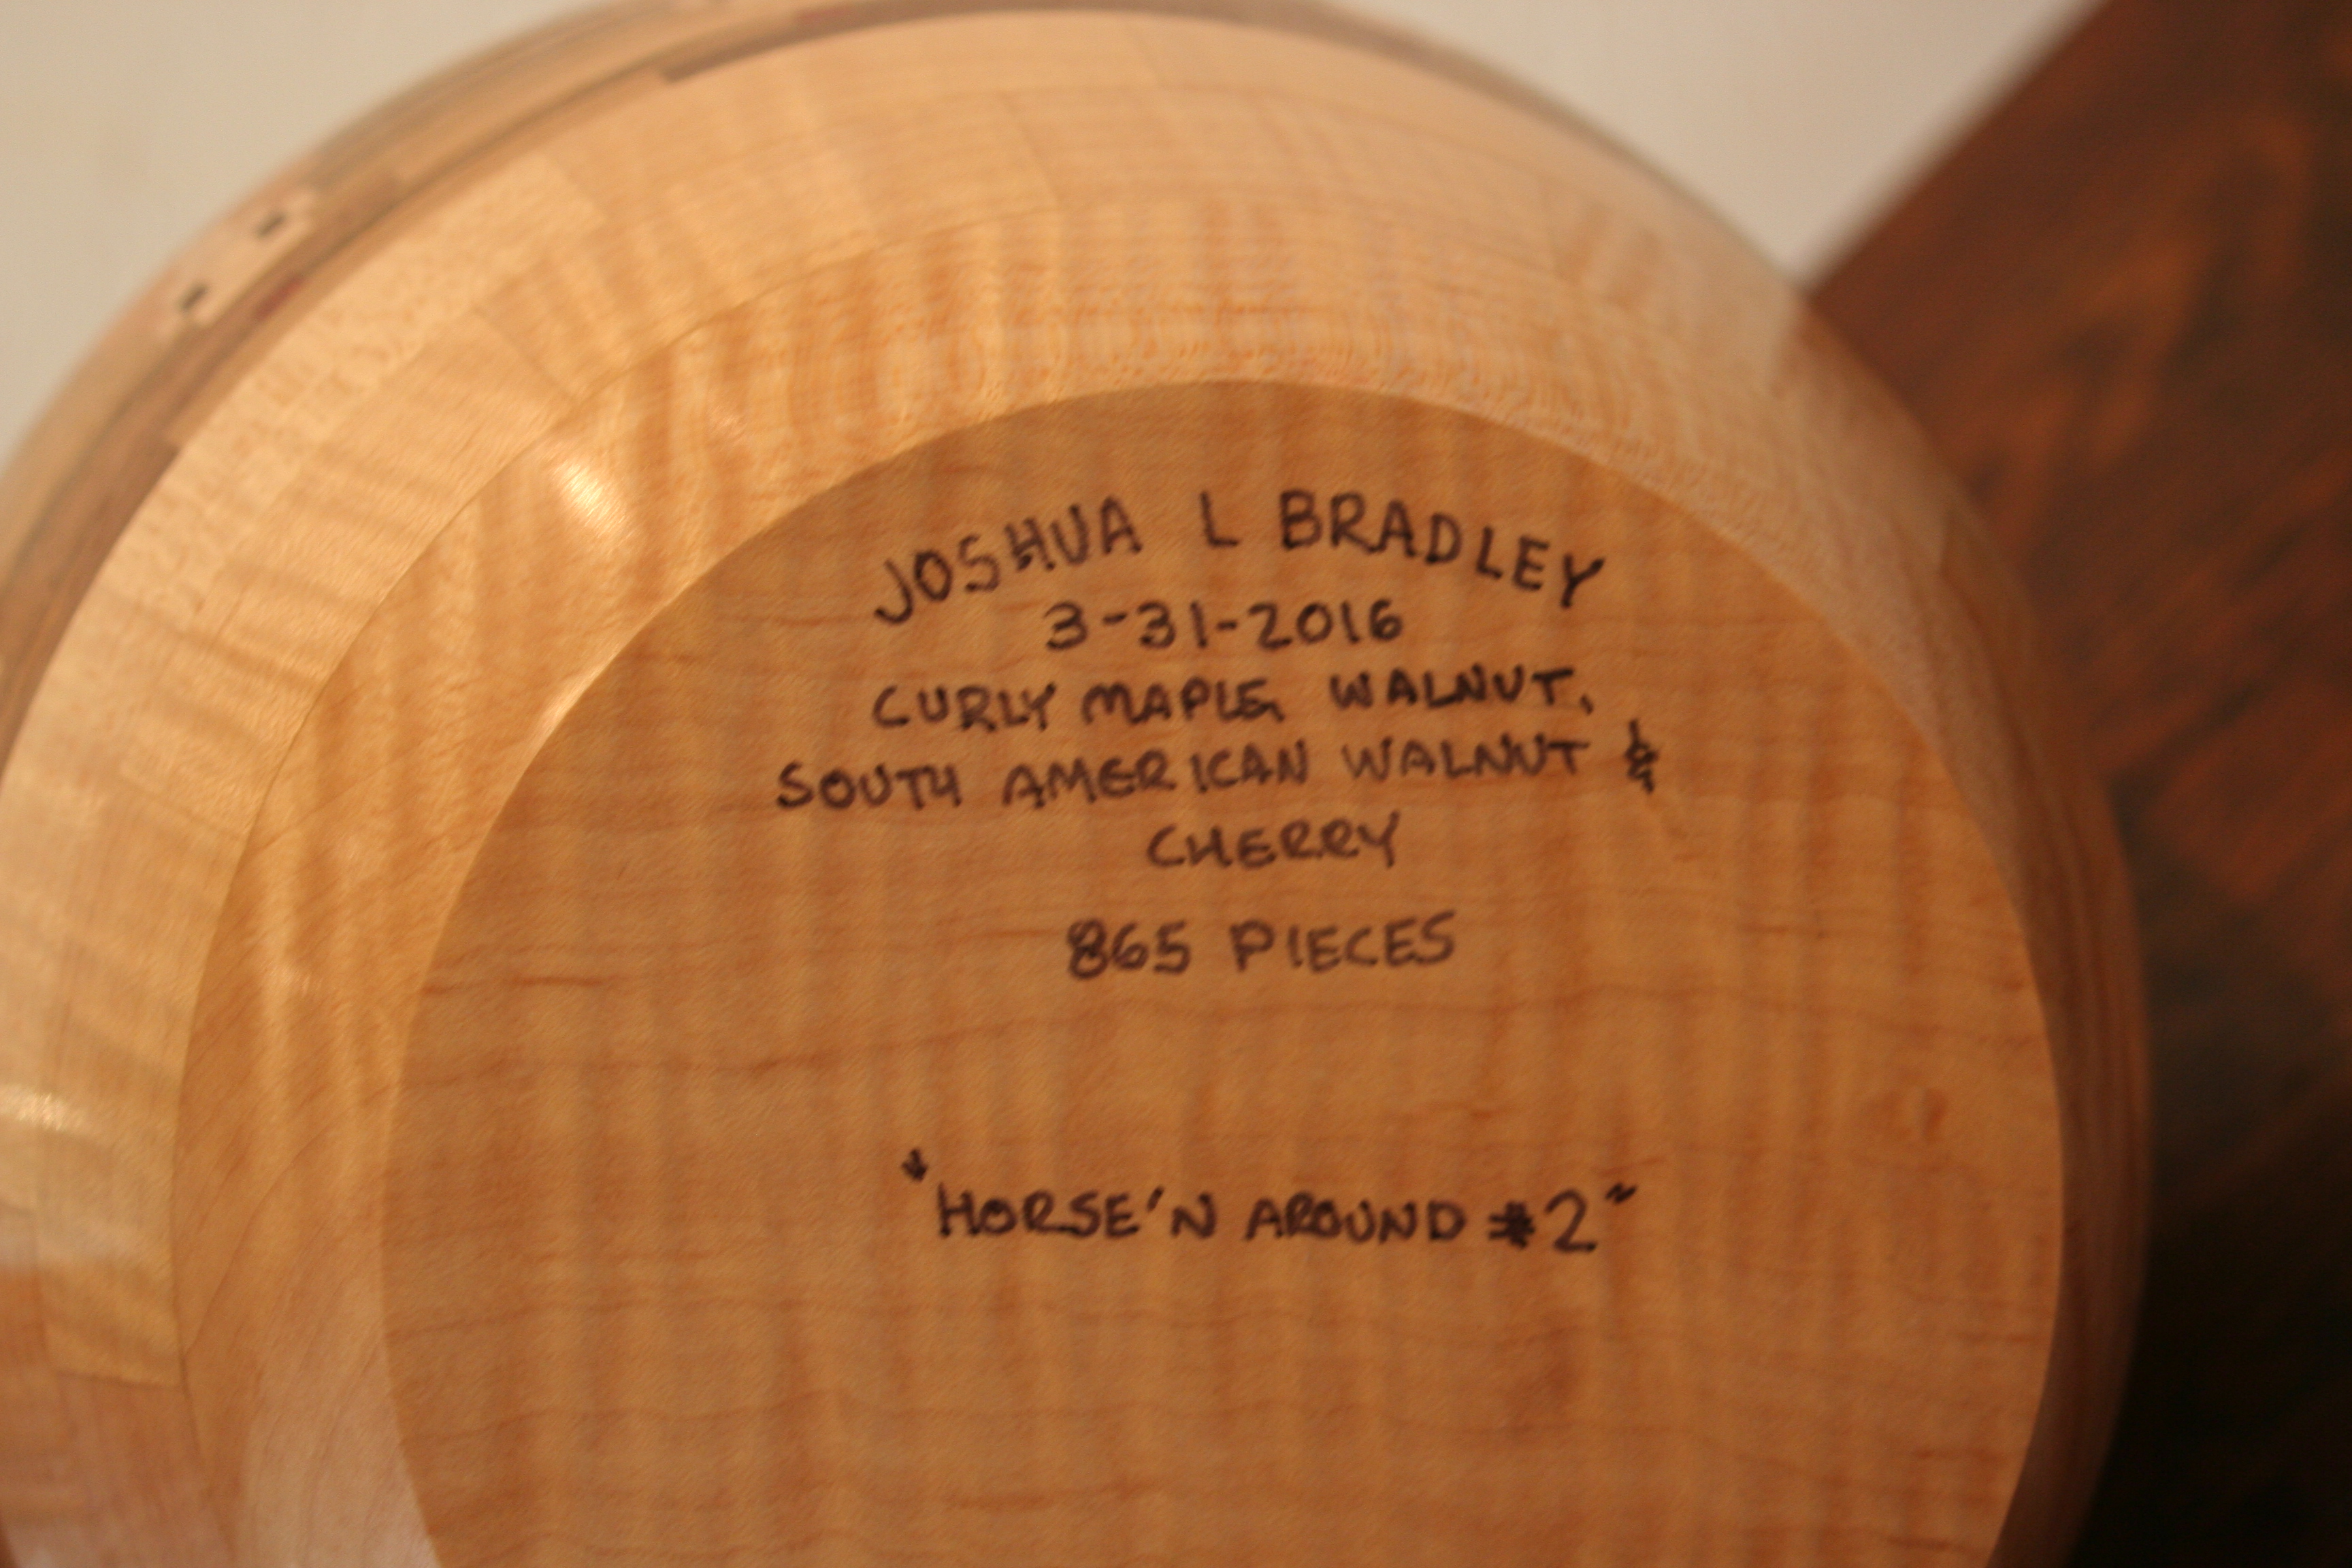 JOSHUA L BRADLEY
3-31-2016
CURLY MAPLE, WALNUT,
SOUTH AMERICAN WALNUT &
CHERRY
865 PIECES
"HORSE'N AROUND #2"